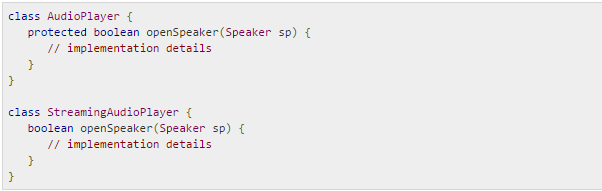 class AudioPlayer {
   protected boolean openSpeaker(Speaker sp) {
      // implementation details
   }
}

class StreamingAudioPlayer {
   boolean openSpeaker(Speaker sp) {
      // implementation details
   }
}